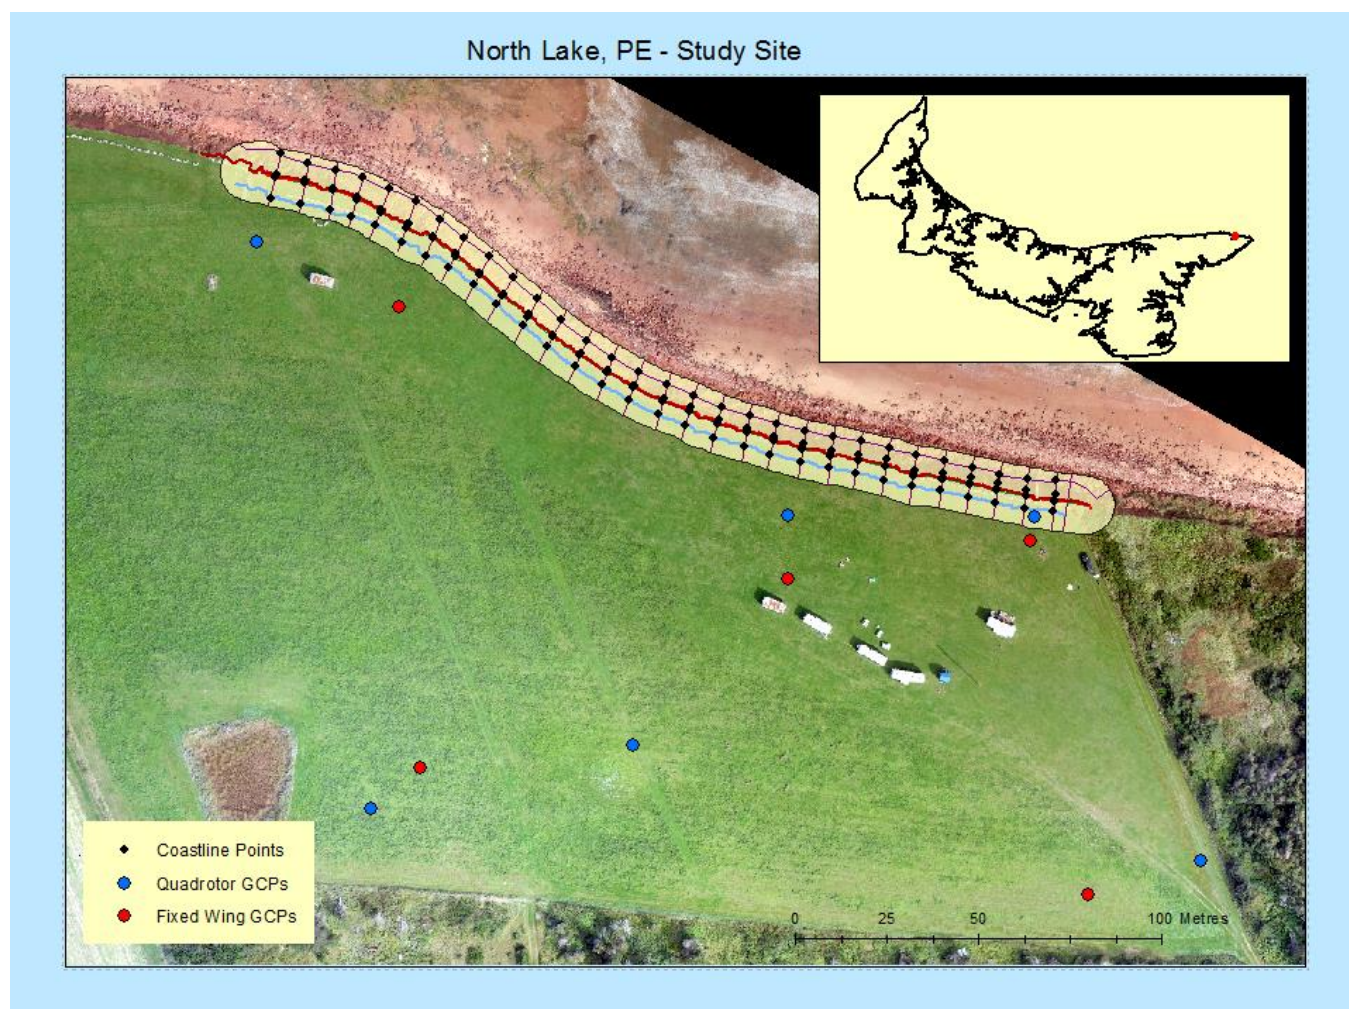 North Lake, PE - Study Site
Coastline Points
Quadrotor GCPs
Fixed Wing GCPs
0 25 50 100 Metres